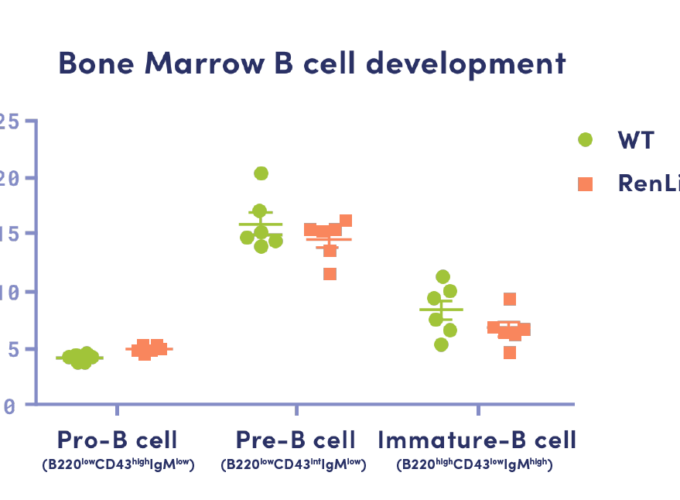 Bone Marrow B cell development
25
20
15
10
5
0
WT
RenLi
Pro-B cell
Pre-B cell
Immature-B cell
(B220lowCD43highIgMlow)
(B220lowCD43intIgMlow)
(B220highCD43lowIgMhigh)